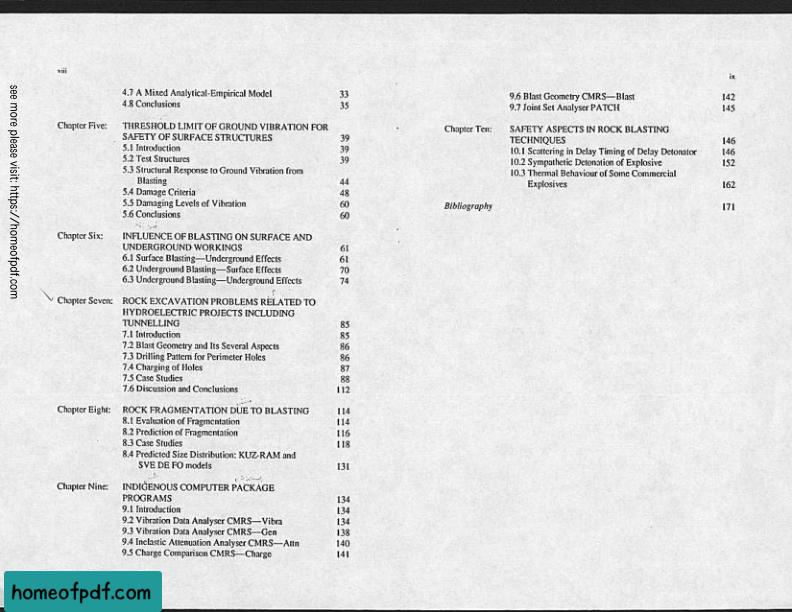 viii
4.7 A Mixed Analytical-Empirical Model 33
4.8 Conclusions 35
Chapter Five: THRESHOLD LIMIT OF GROUND VIBRATION FOR
SAFETY OF SURFACE STRUCTURES 39
5.1 Introduction 39
5.2 Test Structures 39
5.3 Structural Response to Ground Vibration from
Blasting 44
5.4 Damage Criteria 48
5.5 Damaging Levels of Vibration 60
5.6 Conclusions 60
Chapter Six: INFLUENCE OF BLASTING ON SURFACE AND
UNDERGROUND WORKINGS 61
6.1 Surface Blasting—Underground Effects 61
6.2 Underground Blasting—Surface Effects 70
6.3 Underground Blasting—Underground Effects 74
Chapter Seven: ROCK EXCAVATION PROBLEMS RELATED TO
HYDROELECTRIC PROJECTS INCLUDING
TUNNELLING 85
7.1 Introduction 85
7.2 Blast Geometry and Its Several Aspects 86
7.3 Drilling Pattern for Perimeter Holes 86
7.4 Charging of Holes 87
7.5 Case Studies 88
7.6 Discussion and Conclusions 112
Chapter Eight: ROCK FRAGMENTATION DUE TO BLASTING 114
8.1 Evaluation of Fragmentation 114
8.2 Prediction of Fragmentation 116
8.3 Case Studies 118
8.4 Predicted Size Distribution: KUZ-RAM and
SVE DE FO models 131
Chapter Nine: INDIGENOUS COMPUTER PACKAGE
PROGRAMS 134
9.1 Introduction 134
9.2 Vibration Data Analyser CMRS—Vibra 134
9.3 Vibration Data Analyser CMRS—Gen 138
9.4 Inelastic Attenuation Analyser CMRS—Attn 140
9.5 Charge Comparison CMRS—Charge 141
ix
9.6 Blast Geometry CMRS—Blast 142
9.7 Joint Set Analyser PATCH 145
Chapter Ten: SAFETY ASPECTS IN ROCK BLASTING
TECHNIQUES 146
10.1 Scattering in Delay Timing of Delay Detonator 146
10.2 Sympathetic Detonation of Explosive 152
10.3 Thermal Behaviour of Some Commercial
Explosives 162
Bibliography 171
see more please visit: https://homeofpdf.com
homeofpdf.com